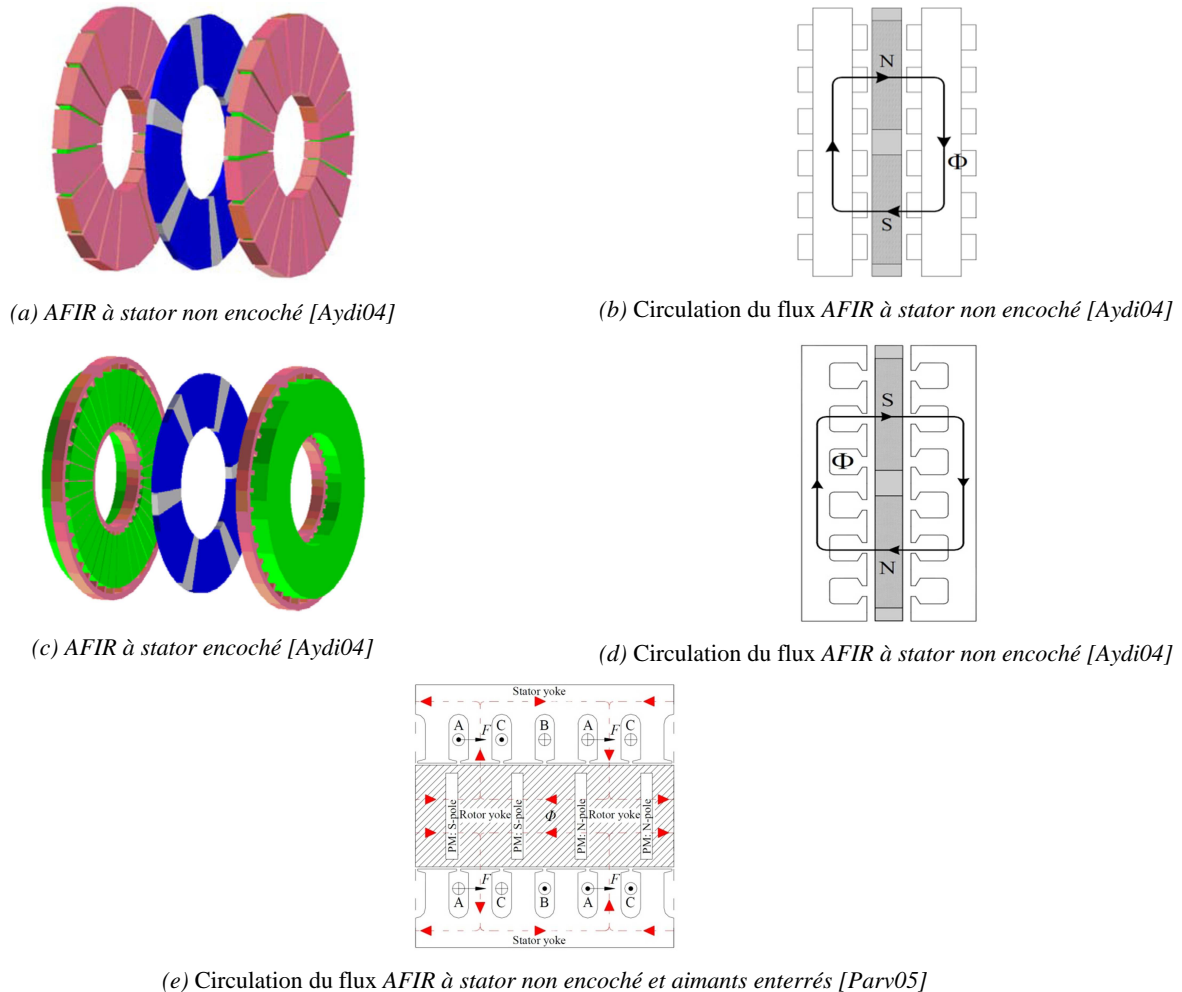 N
Φ
S
(a) AFIR à stator non encoché [Aydi04]
(b) Circulation du flux AFIR à stator non encoché [Aydi04]
S
Φ
N
(c) AFIR à stator encoché [Aydi04]
(d) Circulation du flux AFIR à stator non encoché [Aydi04]
Stator yoke
A F C B A F C
PM: S-pole Rotor yoke PM: S-pole Φ PM: N-pole Rotor yoke PM: N-pole
F F
A C B A C
Stator yoke
(e) Circulation du flux AFIR à stator non encoché et aimants enterrés [Parv05]